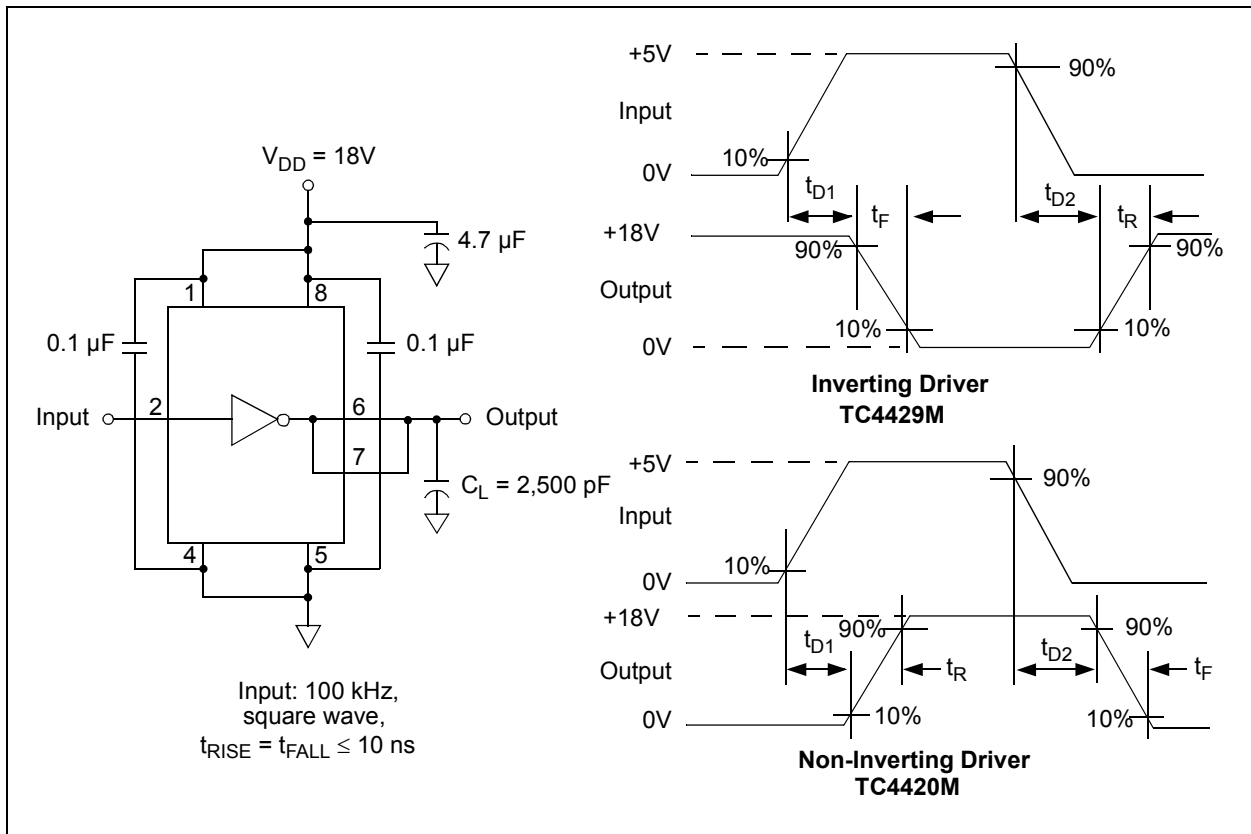 V_DD = 18V
4.7 µF
1
8
0.1 µF
0.1 µF
Input
2
6
Output
7
C_L = 2,500 pF
4
5
Input: 100 kHz,
square wave,
t_RISE = t_FALL ≤ 10 ns
+5V
90%
Input
10%
0V
t_D1
t_F
t_D2
t_R
+18V
90%
90%
Output
10%
10%
0V
Inverting Driver
TC4429M
+5V
90%
Input
10%
0V
+18V
t_D1
90%
t_D2
90%
Output
t_R
t_F
0V
10%
10%
Non-Inverting Driver
TC4420M